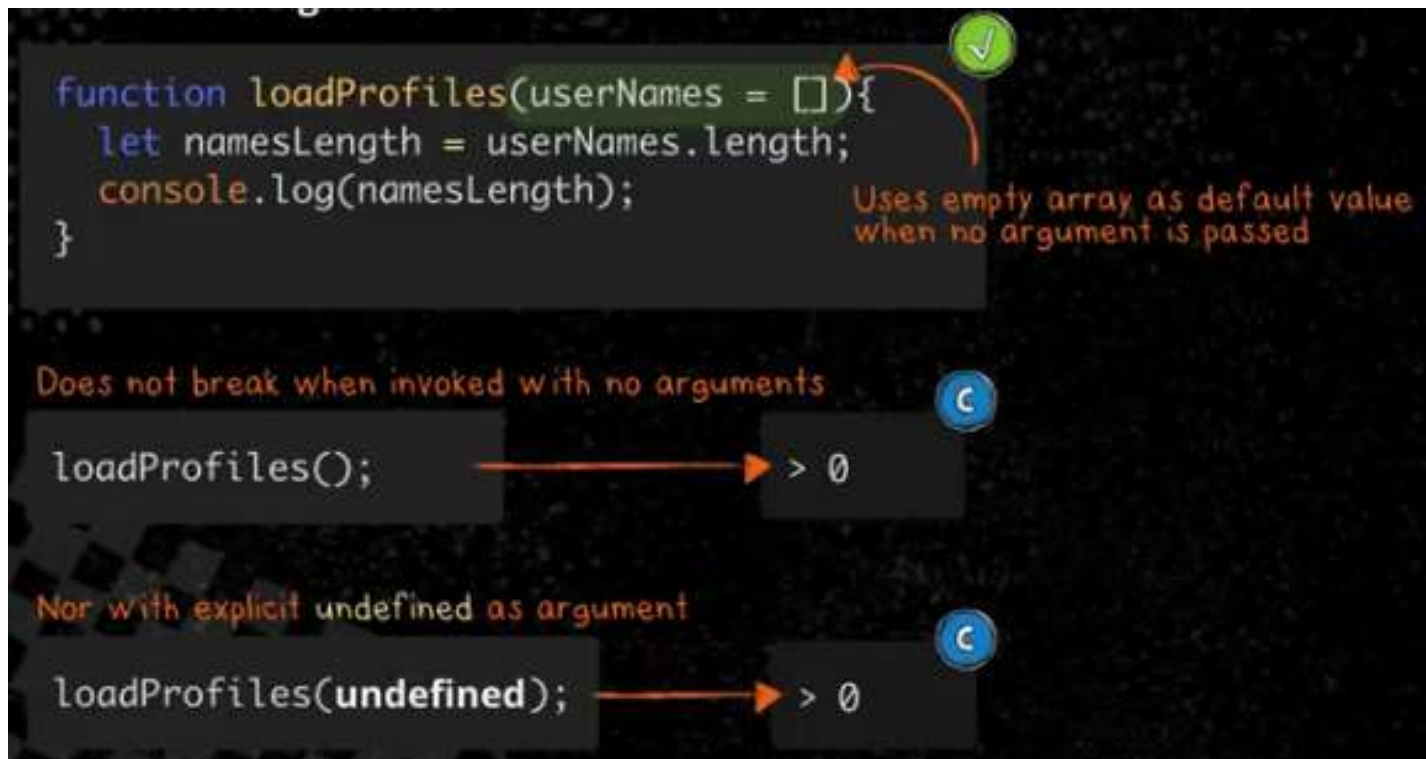 function loadProfiles(userNames = []){
let namesLength = userNames.length;
console.log(namesLength);
}
Uses empty array as default value
when no argument is passed
Does not break when invoked with no arguments
loadProfiles();
> 0
Nor with explicit undefined as argument
loadProfiles(undefined);
> 0